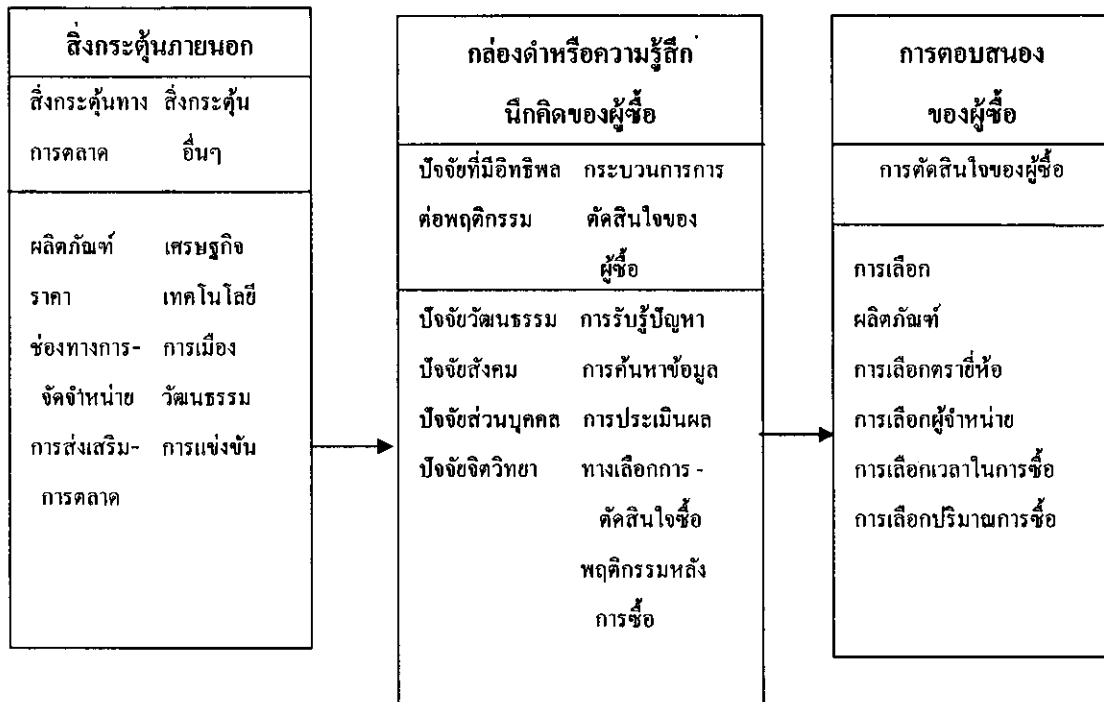 สิ่งกระตุ้นภายนอก
สิ่งกระตุ้นทาง สิ่งกระตุ้น
การตลาด อื่นๆ
ผลิตภัณฑ์ เศรษฐกิจ
ราคา เทคโนโลยี
ช่องทางการ- การเมือง
จัดจำหน่าย วัฒนธรรม
การส่งเสริม- การแข่งขัน
การตลาด
กล่องดำหรือความรู้สึก
นึกคิดของผู้ซื้อ
ปัจจัยที่มีอิทธิพล กระบวนการการ
ต่อพฤติกรรม ตัดสินใจของ
ผู้ซื้อ
ปัจจัยวัฒนธรรม การรับรู้ปัญหา
ปัจจัยสังคม การค้นหาข้อมูล
ปัจจัยส่วนบุคคล การประเมินผล
ปัจจัยจิตวิทยา ทางเลือกการ -
ตัดสินใจซื้อ
พฤติกรรมหลัง
การซื้อ
การตอบสนอง
ของผู้ซื้อ
การตัดสินใจของผู้ซื้อ
การเลือก
ผลิตภัณฑ์
การเลือกตรายี่ห้อ
การเลือกผู้จำหน่าย
การเลือกเวลาในการซื้อ
การเลือกปริมาณการซื้อ